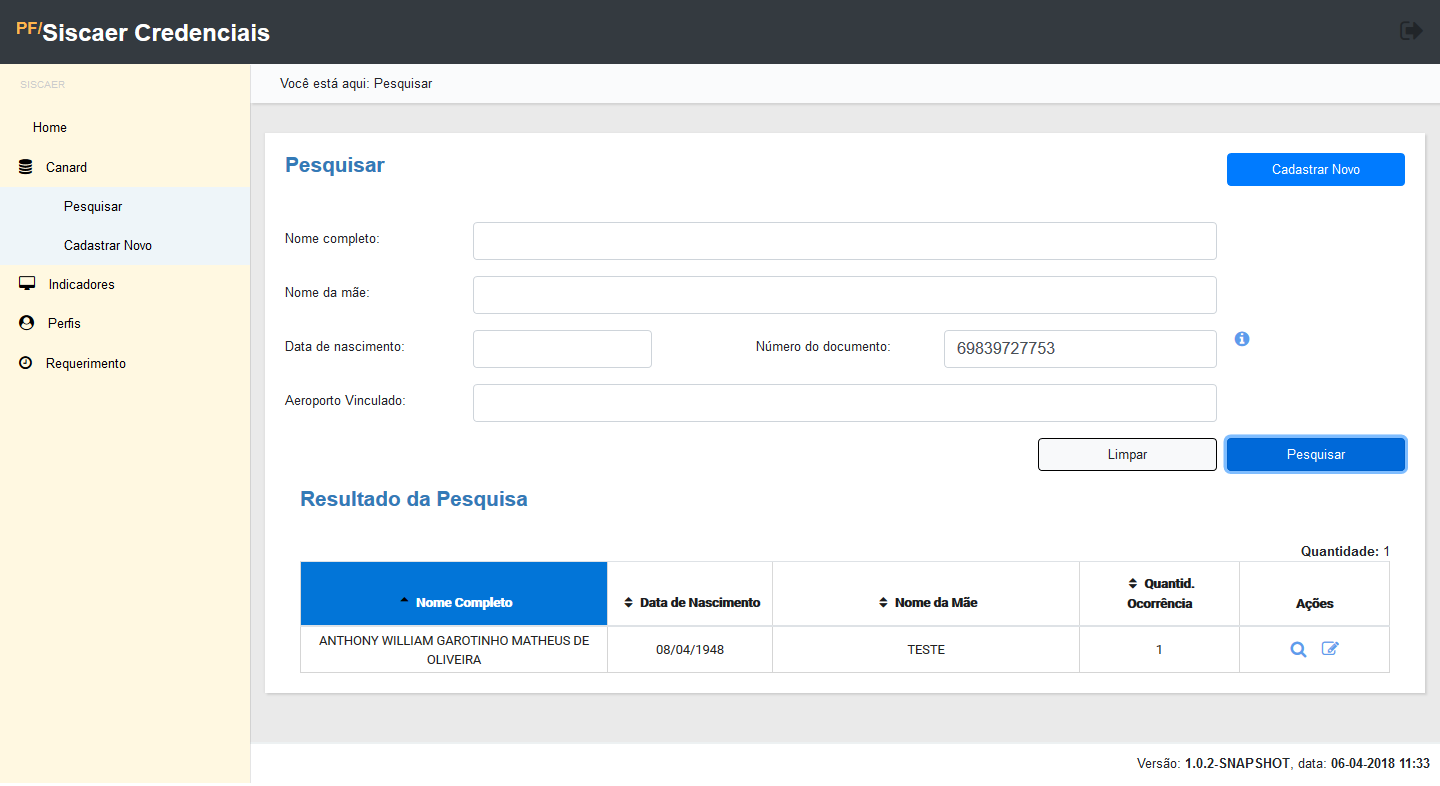 PF/Siscaer Credenciais
SISCAER
Você está aqui: Pesquisar
Home
Canard
Pesquisar
Cadastrar Novo
Indicadores
Perfis
Requerimento
Pesquisar
Cadastrar Novo
Nome completo:
Nome da mãe:
Data de nascimento:
Número do documento:
69839727753
Aeroporto Vinculado:
Limpar
Pesquisar
Resultado da Pesquisa
Quantidade: 1
Nome Completo
Data de Nascimento
Nome da Mãe
Quantid.
Ocorrência
Ações
ANTHONY WILLIAM GAROTINHO MATHEUS DE
OLIVEIRA
08/04/1948
TESTE
1
Versão: 1.0.2-SNAPSHOT, data: 06-04-2018 11:33